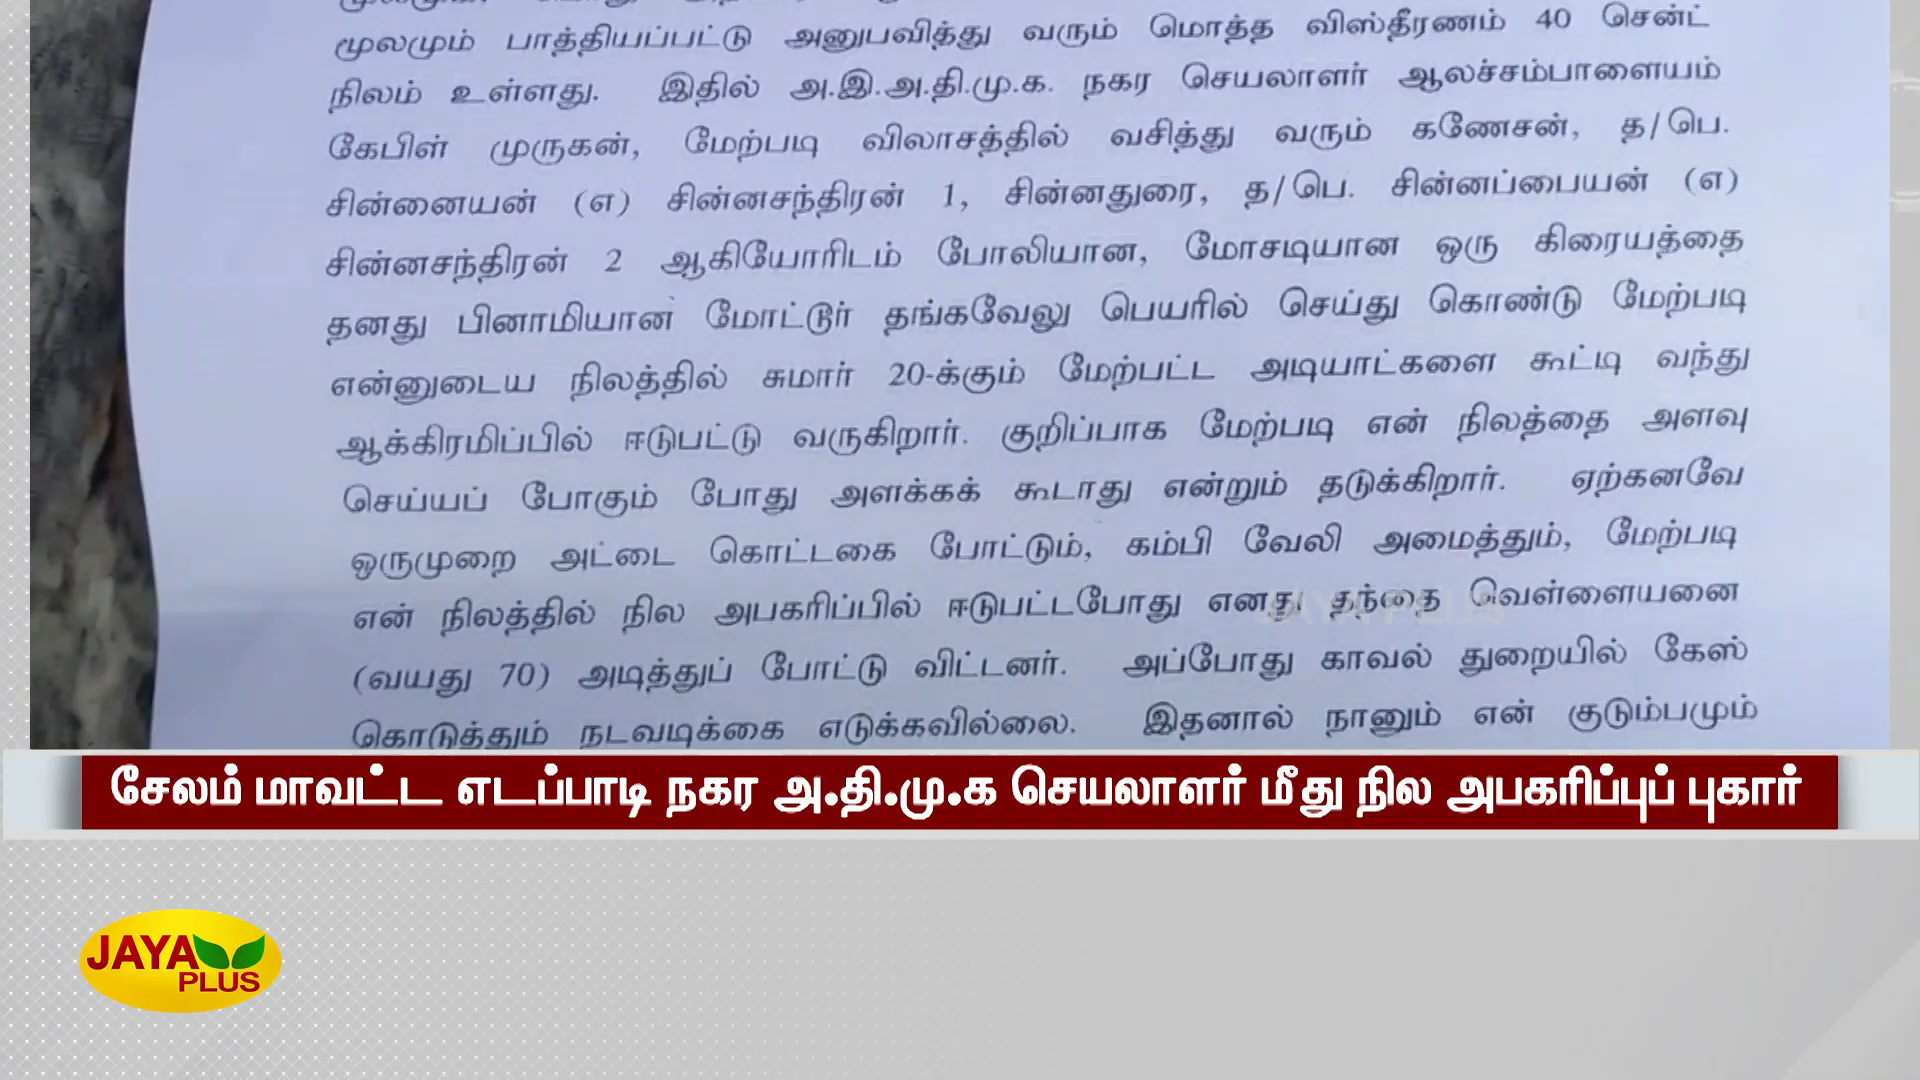 மூலமும் பாத்தியப்பட்டு அனுபவித்து வரும் மொத்த விஸ்தீரணம் 40 சென்ட்
நிலம் உள்ளது. இதில் அ.இ.அ.தி.மு.க. நகர செயலாளர் ஆலச்சம்பாளையம்
கேபிள் முருகன், மேற்படி விலாசத்தில் வசித்து வரும் கணேசன், த/பெ.
சின்னையன் (எ) சின்னசந்திரன் 1, சின்னதுரை, த/பெ. சின்னப்பையன் (எ)
சின்னசந்திரன் 2 ஆகியோரிடம் போலியான, மோசடியான ஒரு கிரையத்தை
தனது பினாமியான மோட்டூர் தங்கவேலு பெயரில் செய்து கொண்டு மேற்படி
என்னுடைய நிலத்தில் சுமார் 20-க்கும் மேற்பட்ட அடியாட்களை கூட்டி வந்து
ஆக்கிரமிப்பில் ஈடுபட்டு வருகிறார். குறிப்பாக மேற்படி என் நிலத்தை அளவு
செய்யப் போகும் போது அளக்கக் கூடாது என்றும் தடுக்கிறார். ஏற்கனவே
ஒருமுறை அட்டை கொட்டகை போட்டும், கம்பி வேலி அமைத்தும், மேற்படி
என் நிலத்தில் நில அபகரிப்பில் ஈடுபட்டபோது எனது தந்தை வெள்ளையனை
(வயது 70) அடித்துப் போட்டு விட்டனர். அப்போது காவல் துறையில் கேஸ்
கொடுத்தும் நடவடிக்கை எடுக்கவில்லை. இதனால் நானும் என் குடும்பமும்
JAYA PLUS
சேலம் மாவட்ட எடப்பாடி நகர அ.தி.மு.க செயலாளர் மீது நில அபகரிப்புப் புகார்
JAYA
PLUS